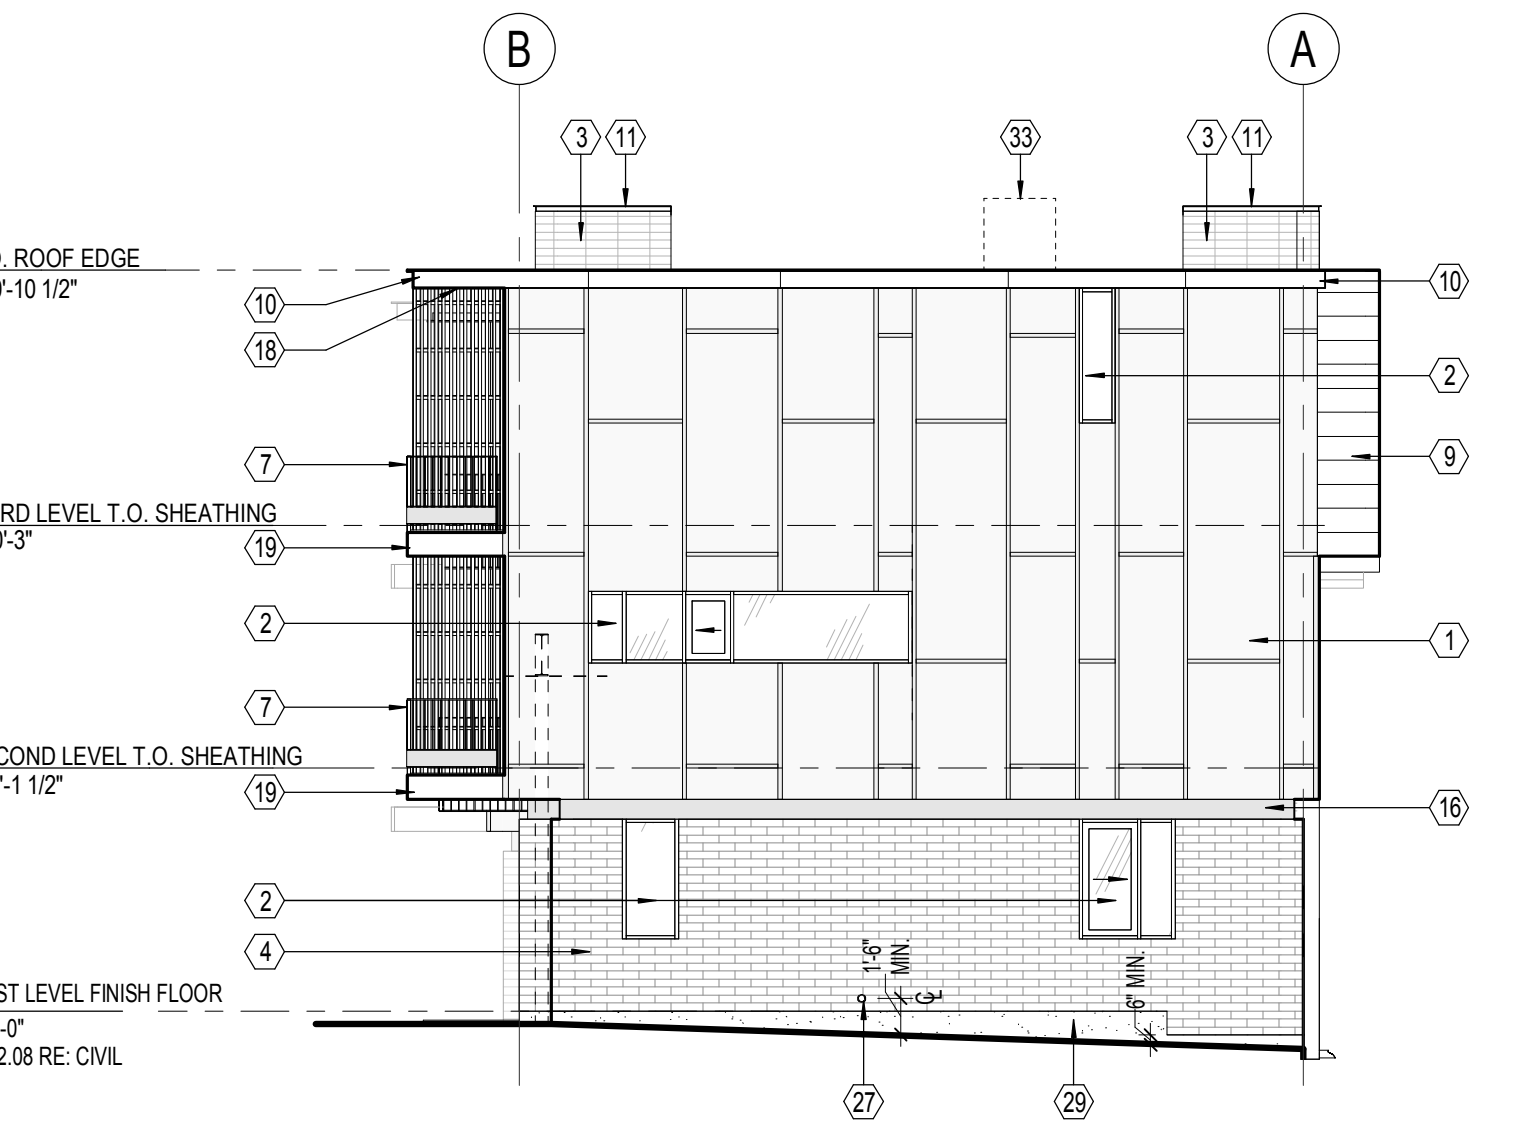 B
A
3
11
33
3
11
. ROOF EDGE
'-10 1/2"
10
10
18
2
7
9
RD LEVEL T.O. SHEATHING
'-3"
19
2
1
7
COND LEVEL T.O. SHEATHING
'-1 1/2"
19
16
2
4
1'-6"
MIN.
CL
6" MIN.
ST LEVEL FINISH FLOOR
-0"
2.08 RE: CIVIL
27
29